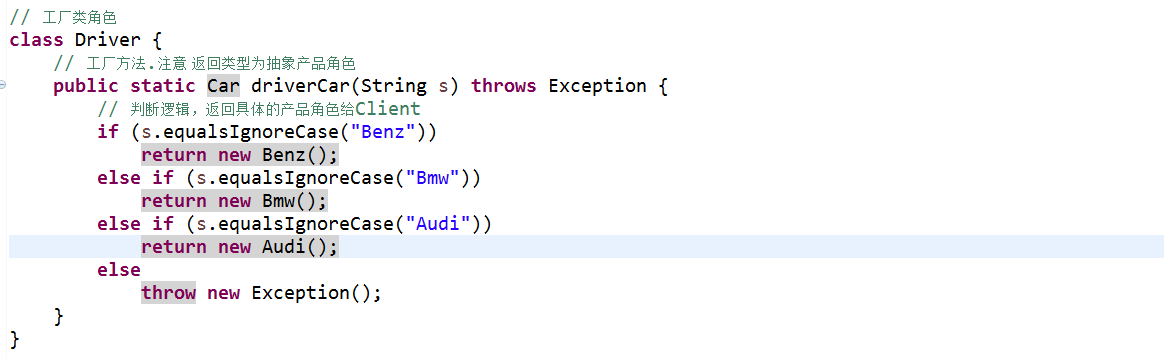 // 工厂类角色
class Driver {
    // 工厂方法.注意 返回类型为抽象产品角色
    public static Car driverCar(String s) throws Exception {
        // 判断逻辑，返回具体的产品角色给Client
        if (s.equalsIgnoreCase("Benz"))
            return new Benz();
        else if (s.equalsIgnoreCase("Bmw"))
            return new Bmw();
        else if (s.equalsIgnoreCase("Audi"))
            return new Audi();
        else
            throw new Exception();
    }
}